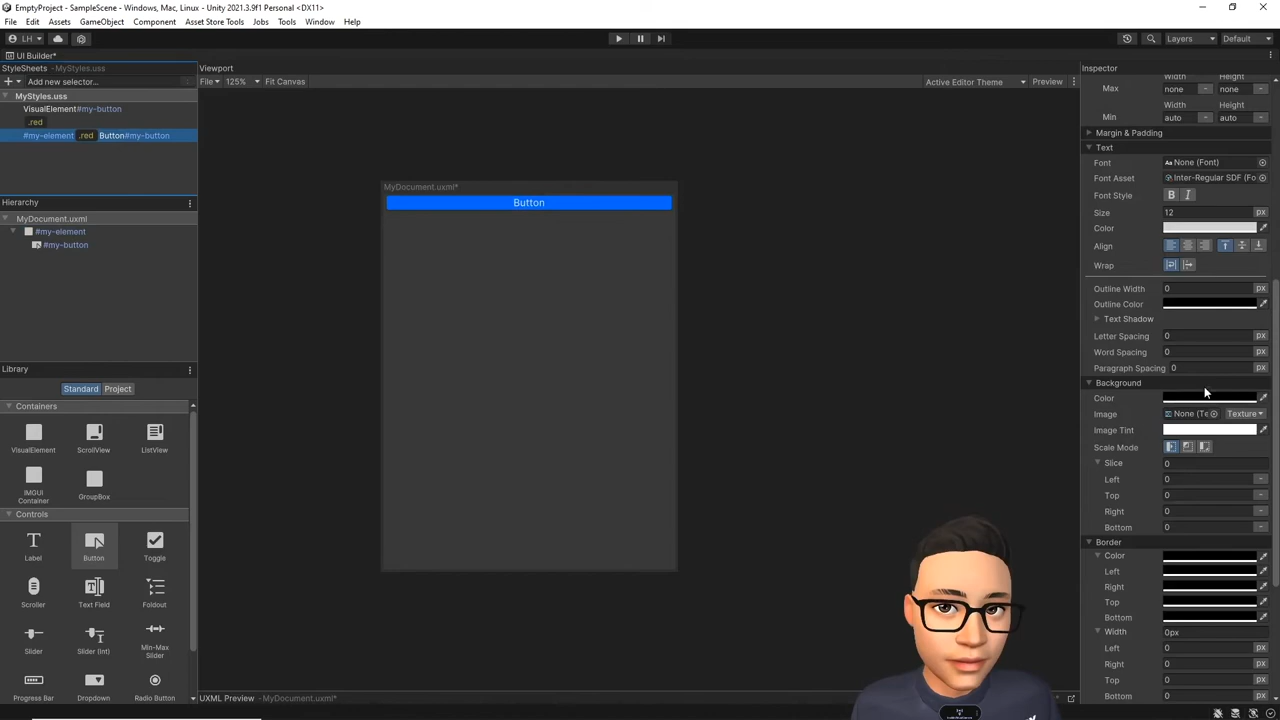 EmptyProject - SampleScene - Windows, Mac, Linux - Unity 2021.3.9f1 Personal <DX11>
File Edit Assets GameObject Component Asset Store Tools Jobs Tools Window Help
LH Layers Default
UI Builder*
StyleSheets - MyStyles.uss
Add new selector...
MyStyles.uss
VisualElement#my-button
.red
#my-element .red Button#my-button
Hierarchy
MyDocument.uxml
#my-element
#my-button
Library
Standard Project
Containers
VisualElement ScrollView ListView
IMGUI Container GroupBox
Controls
Label Button Toggle
Scroller Text Field Foldout
Slider Slider (Int) Min-Max Slider
Progress Bar Dropdown Radio Button
Viewport
File 125% Fit Canvas Active Editor Theme Preview
MyDocument.uxml*
Button
UXML Preview - MyDocument.uxml*
Inspector
Width Height
Max none - none -
Width Height
Min auto - auto -
Margin & Padding
Text
Font Aa None (Font)
Font Asset Inter-Regular SDF (Fo
Font Style B I
Size 12 px
Color
Align
Wrap
Outline Width 0 px
Outline Color
Text Shadow
Letter Spacing 0 px
Word Spacing 0 px
Paragraph Spacing 0 px
Background
Color
Image None (Te Texture
Image Tint
Scale Mode
Slice 0
Left 0 -
Top 0 -
Right 0 -
Bottom 0 -
Border
Color
Left
Right
Top
Bottom
Width 0px
Left 0 px
Right 0 px
Top 0 px
Bottom 0 px